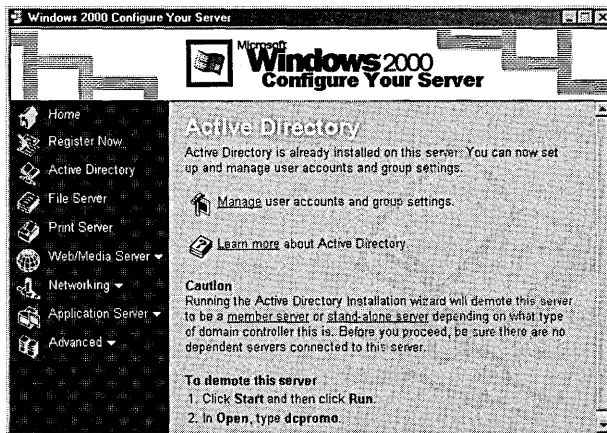 Windows 2000 Configure Your Server
Microsoft
Windows 2000
Configure Your Server
Home
Register Now
Active Directory
File Server
Print Server
Web/Media Server
Networking
Application Server
Advanced
Active Directory
Active Directory is already installed on this server. You can now set
up and manage user accounts and group settings.
Manage user accounts and group settings.
Learn more about Active Directory.
Caution
Running the Active Directory Installation wizard will demote this server
to be a member server or stand-alone server depending on what type
of domain controller this is. Before you proceed, be sure there are no
dependent servers connected to this server.
To demote this server
1. Click Start and then click Run.
2. In Open, type dcpromo.